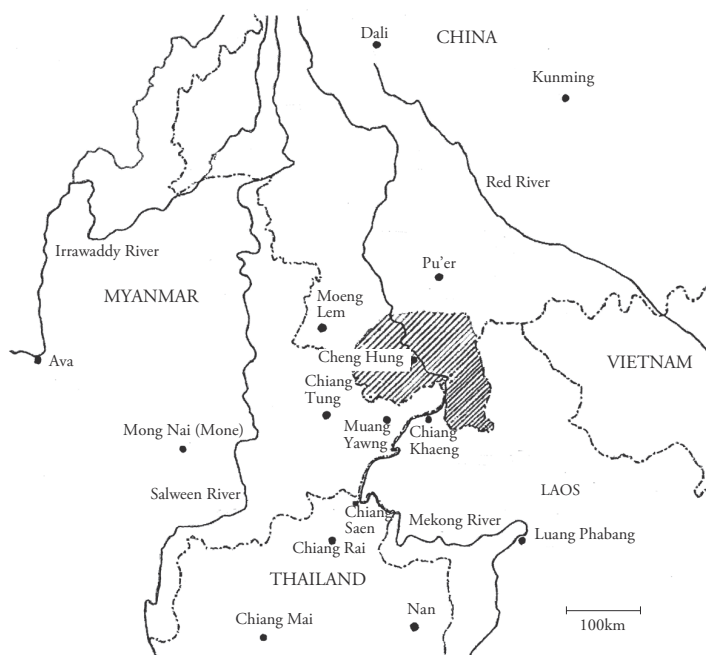 Dali
CHINA
Kunming
Red River
Irrawaddy River
Pu'er
MYANMAR
Moeng
Lem
VIETNAM
Cheng Hung
Ava
Chiang
Tung
Muang
Yawng
Chiang
Khaeng
Mong Nai (Mone)
Salween River
LAOS
Chiang
Saen
Mekong River
Luang Phabang
Chiang Rai
THAILAND
Chiang Mai
Nan
100km